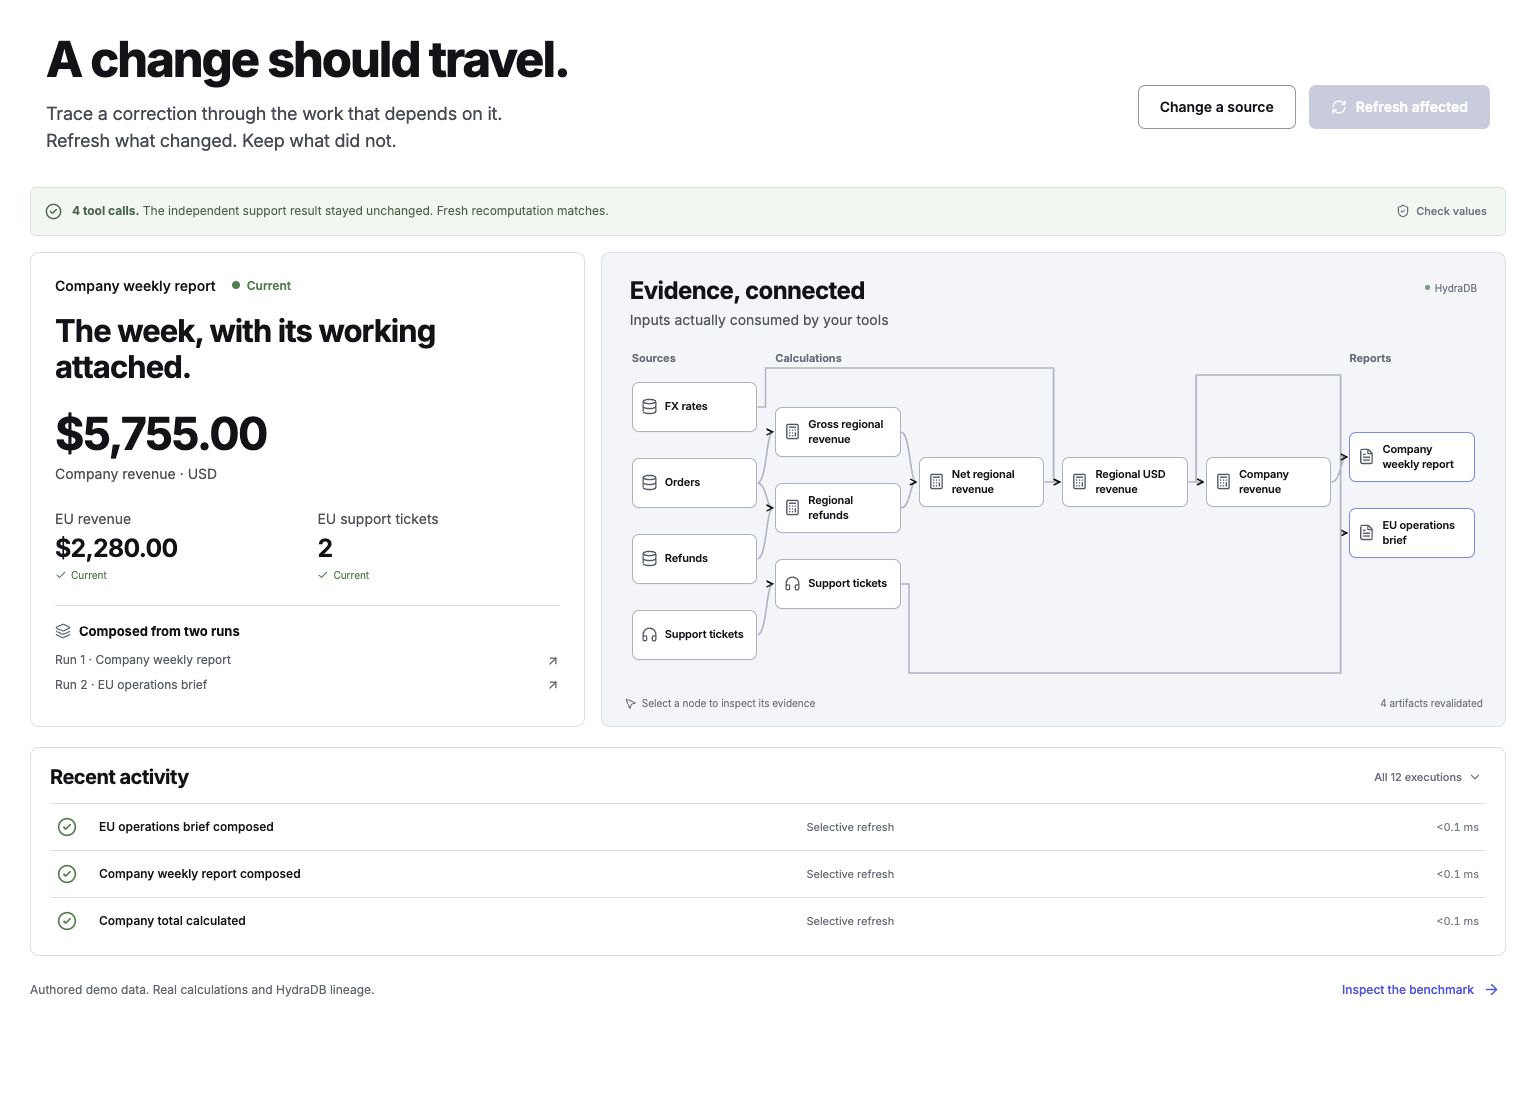 A change should travel.
Trace a correction through the work that depends on it.
Refresh what changed. Keep what did not.
Change a source
Refresh affected
4 tool calls. The independent support result stayed unchanged. Fresh recomputation matches.
Check values
Company weekly report
Current
The week, with its working
attached.
$5,755.00
Company revenue · USD
EU revenue
$2,280.00
Current
EU support tickets
2
Current
Composed from two runs
Run 1 · Company weekly report
Run 2 · EU operations brief
Evidence, connected
HydraDB
Inputs actually consumed by your tools
Sources
Calculations
Reports
FX rates
Orders
Refunds
Support tickets
Gross regional
revenue
Regional
refunds
Support tickets
Net regional
revenue
Regional USD
revenue
Company
revenue
Company
weekly report
EU operations
brief
Select a node to inspect its evidence
4 artifacts revalidated
Recent activity
All 12 executions
EU operations brief composed
Selective refresh
<0.1 ms
Company weekly report composed
Selective refresh
<0.1 ms
Company total calculated
Selective refresh
<0.1 ms
Authored demo data. Real calculations and HydraDB lineage.
Inspect the benchmark